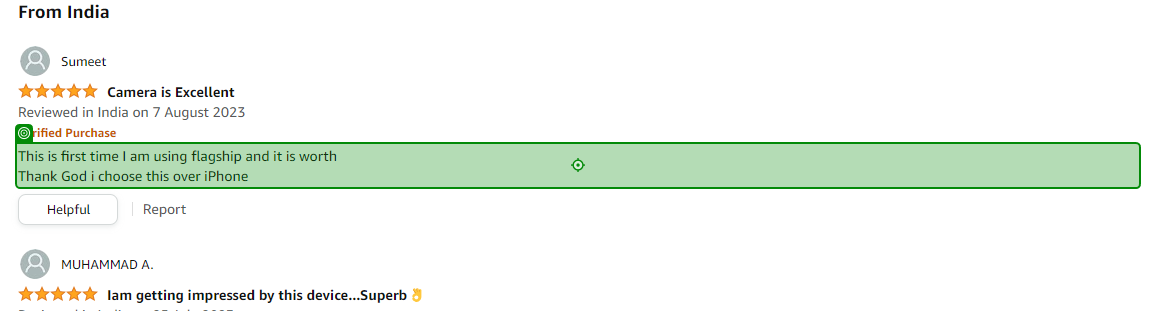 From India
Sumeet
Camera is Excellent
Reviewed in India on 7 August 2023
rified Purchase
This is first time I am using flagship and it is worth
Thank God i choose this over iPhone
Helpful
Report
MUHAMMAD A.
Iam getting impressed by this device...Superb👌